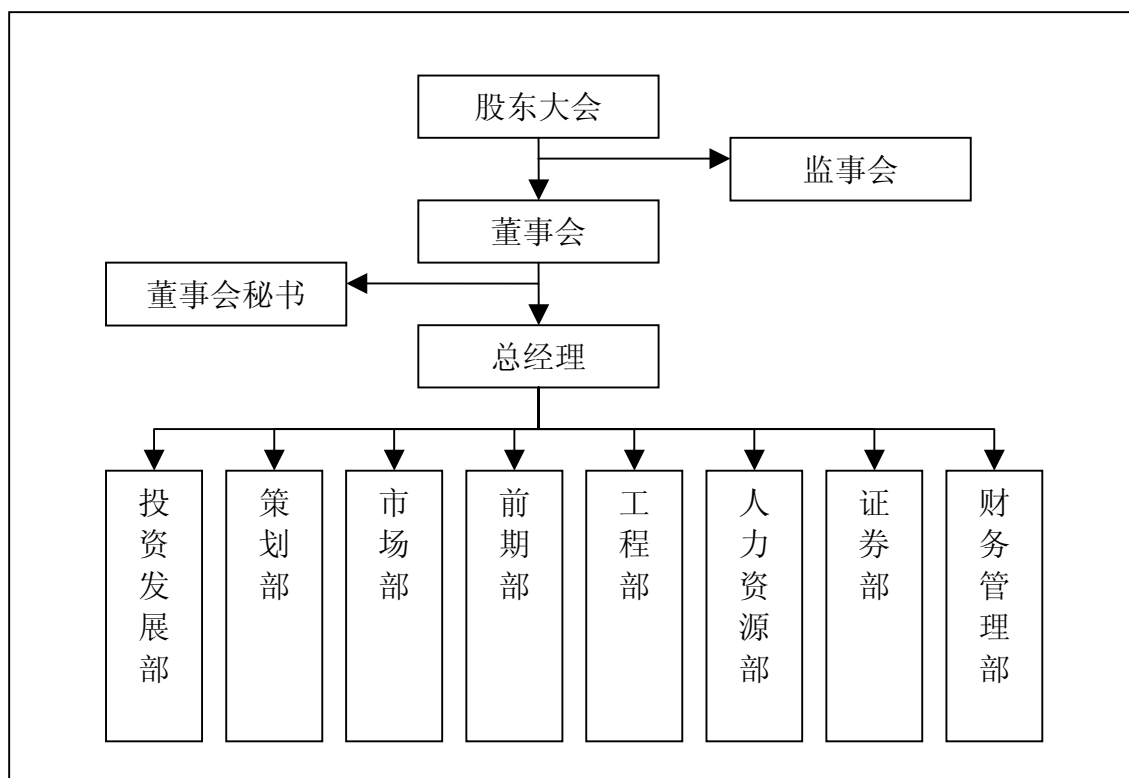 股东大会
监事会
董事会
董事会秘书
总经理
投资发展部
策划部
市场部
前期部
工程部
人力资源部
证券部
财务管理部